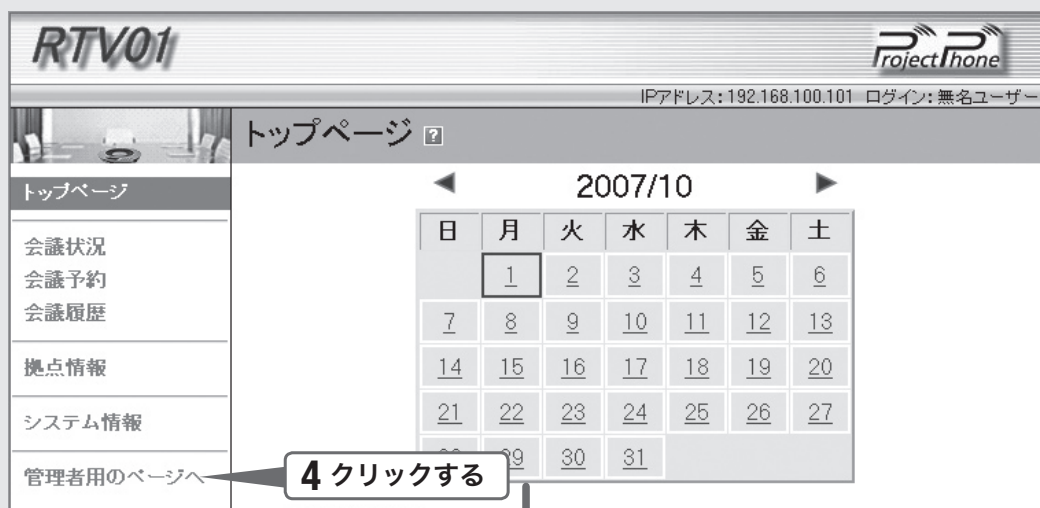 RTV01
ProjectPhone
IPアドレス: 192.168.100.101 ログイン: 無名ユーザー
トップページ ?
トップページ
会議状況
会議予約
会議履歴
拠点情報
システム情報
管理者用のページへ
◀ 2007/10 ▶
日 月 火 水 木 金 土
1 2 3 4 5 6
7 8 9 10 11 12 13
14 15 16 17 18 19 20
21 22 23 24 25 26 27
30 31
4 クリックする